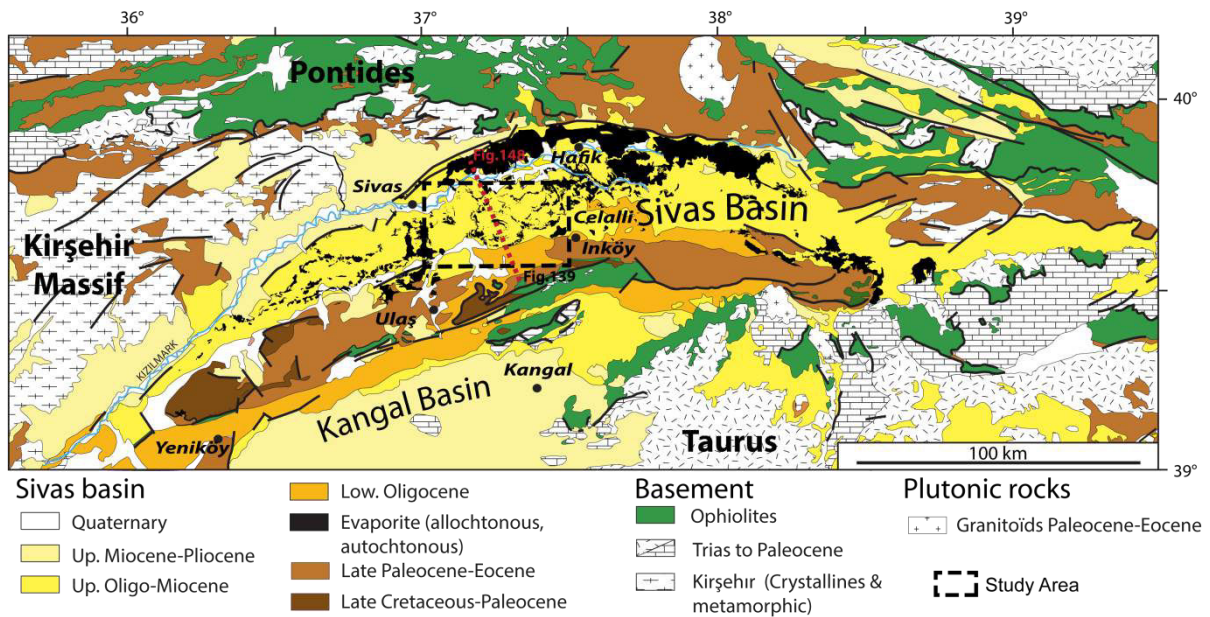 36°
37°
38°
39°
Pontides
40°
Fig.148
Hafik
Sivas
Celalli
Sivas Basin
Kirşehir
Massif
Inköy
Fig.139
Ulaş
KIZILMARK
Kangal
Kangal Basin
Taurus
Yeniköy
100 km
39°
Sivas basin
Quaternary
Up. Miocene-Pliocene
Up. Oligo-Miocene
Low. Oligocene
Evaporite (allochtonous,
autochtonous)
Late Paleocene-Eocene
Late Cretaceous-Paleocene
Basement
Ophiolites
Trias to Paleocene
Kirşehır (Crystallines &
metamorphic)
Plutonic rocks
Granitoïds Paleocene-Eocene
Study Area